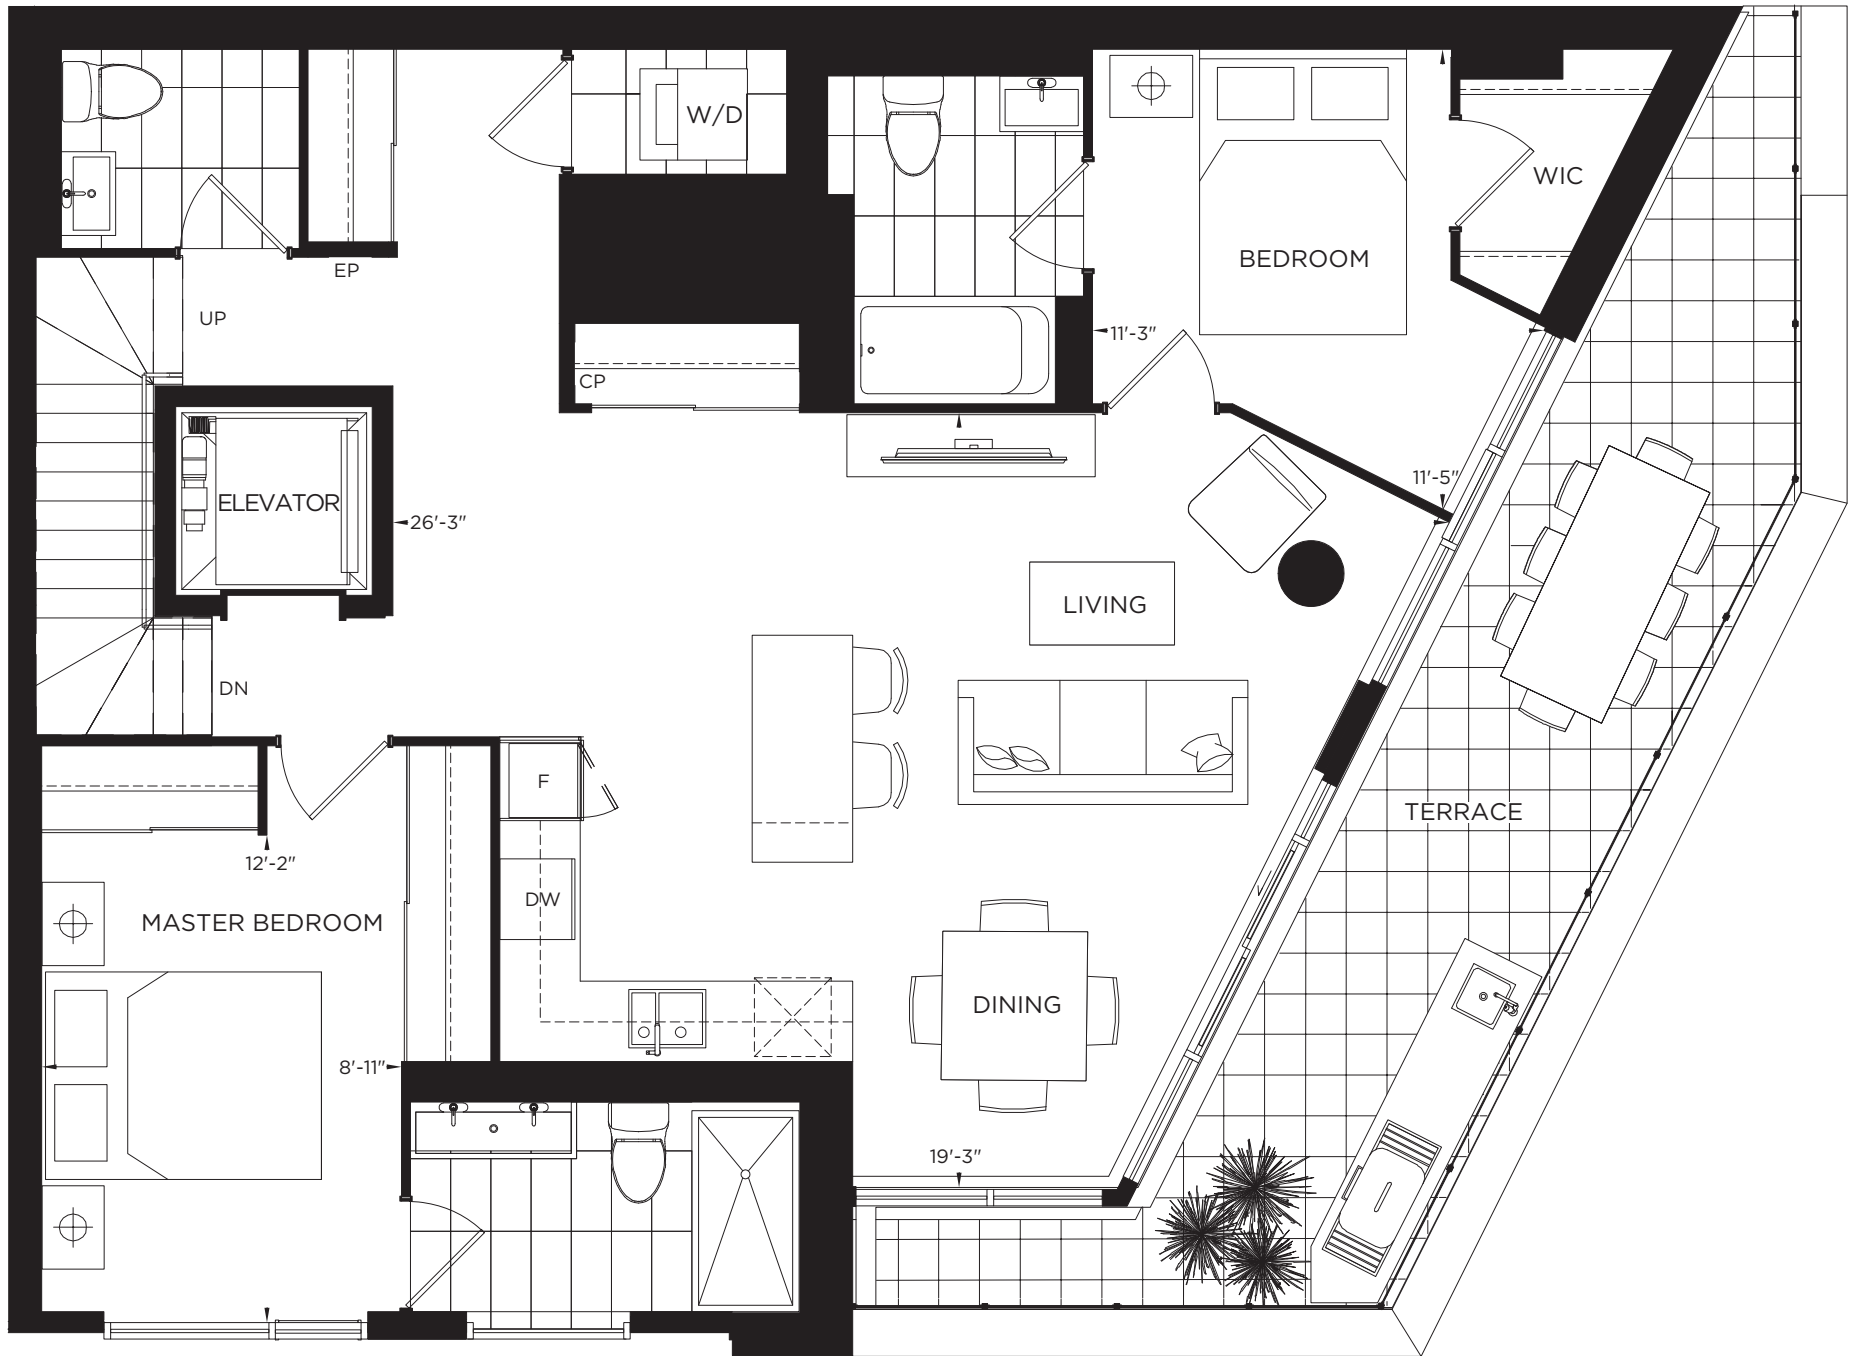 W/D
WIC
BEDROOM
EP
UP
11'-3"
CP
ELEVATOR
26'-3"
11'-5"
LIVING
DN
F
TERRACE
12'-2"
DW
MASTER BEDROOM
DINING
8'-11"
19'-3"